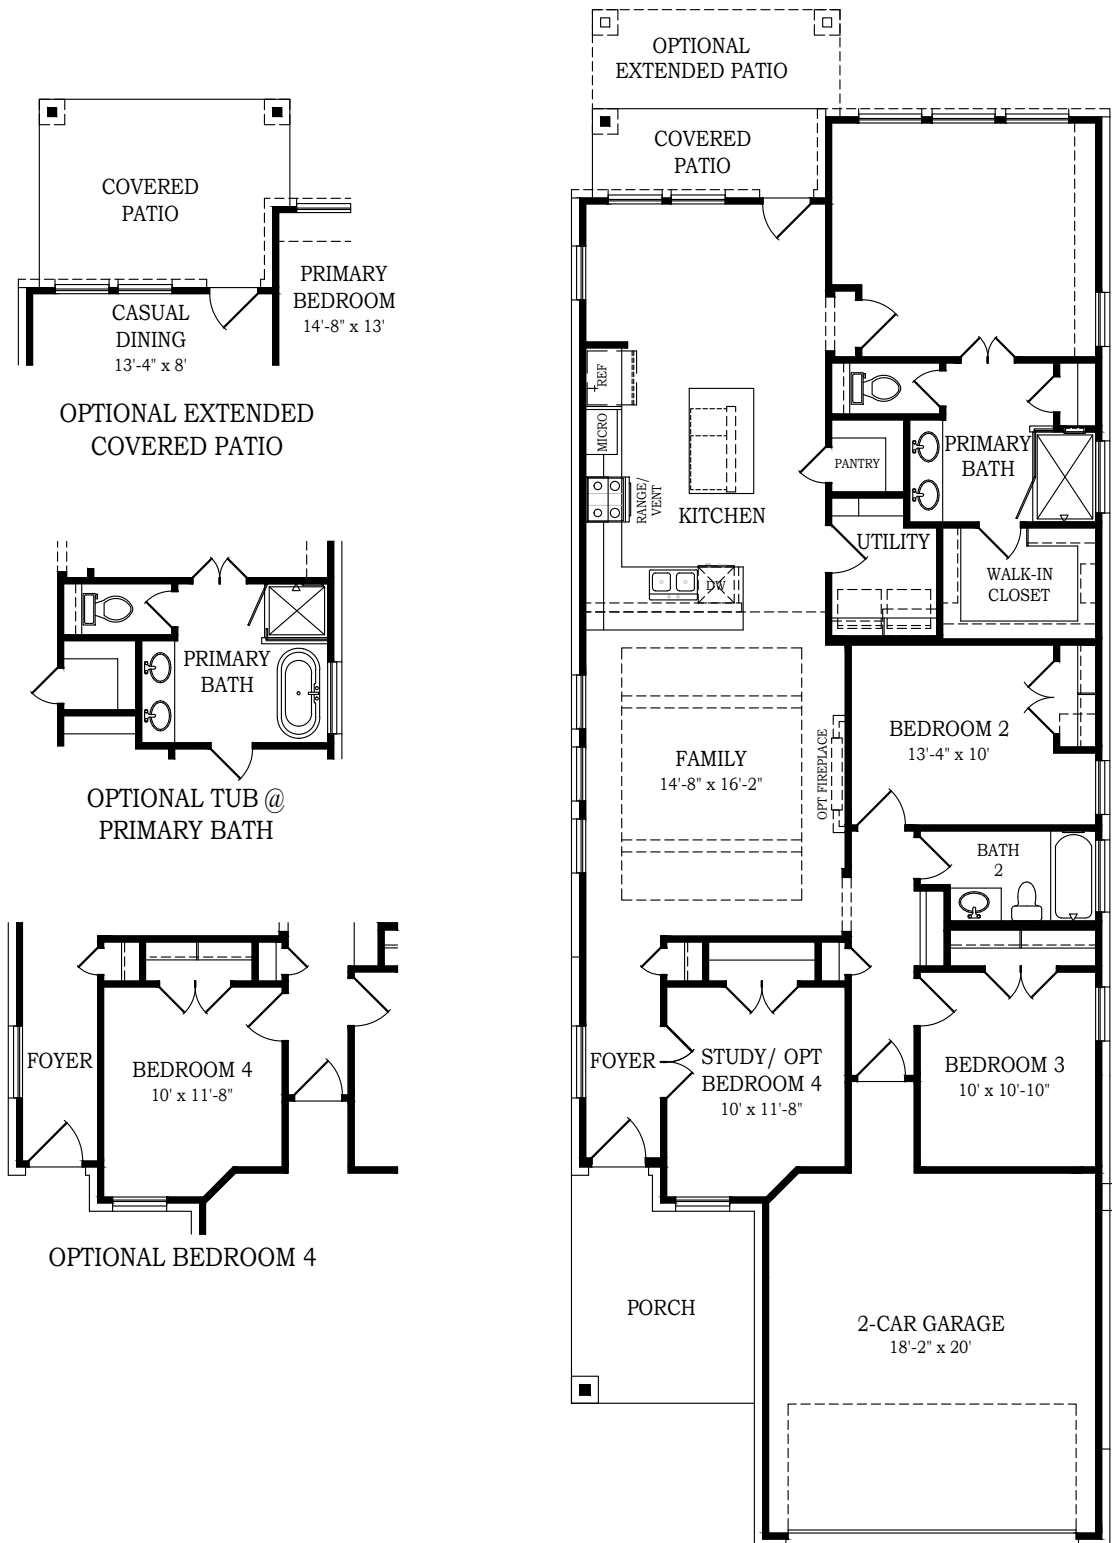 COVERED
PATIO
PRIMARY
BEDROOM
14'-8" x 13'
CASUAL
DINING
13'-4" x 8'
OPTIONAL EXTENDED
COVERED PATIO
PRIMARY
BATH
OPTIONAL TUB @
PRIMARY BATH
FOYER
BEDROOM 4
10' x 11'-8"
OPTIONAL BEDROOM 4
OPTIONAL
EXTENDED PATIO
COVERED
PATIO
REF
MICRO
RANGE/
VENT
KITCHEN
DW
PANTRY
PRIMARY
BATH
UTILITY
WALK-IN
CLOSET
FAMILY
14'-8" x 16'-2"
OPT FIREPLACE
BEDROOM 2
13'-4" x 10'
BATH
2
FOYER
STUDY/ OPT
BEDROOM 4
10' x 11'-8"
BEDROOM 3
10' x 10'-10"
PORCH
2-CAR GARAGE
18'-2" x 20'